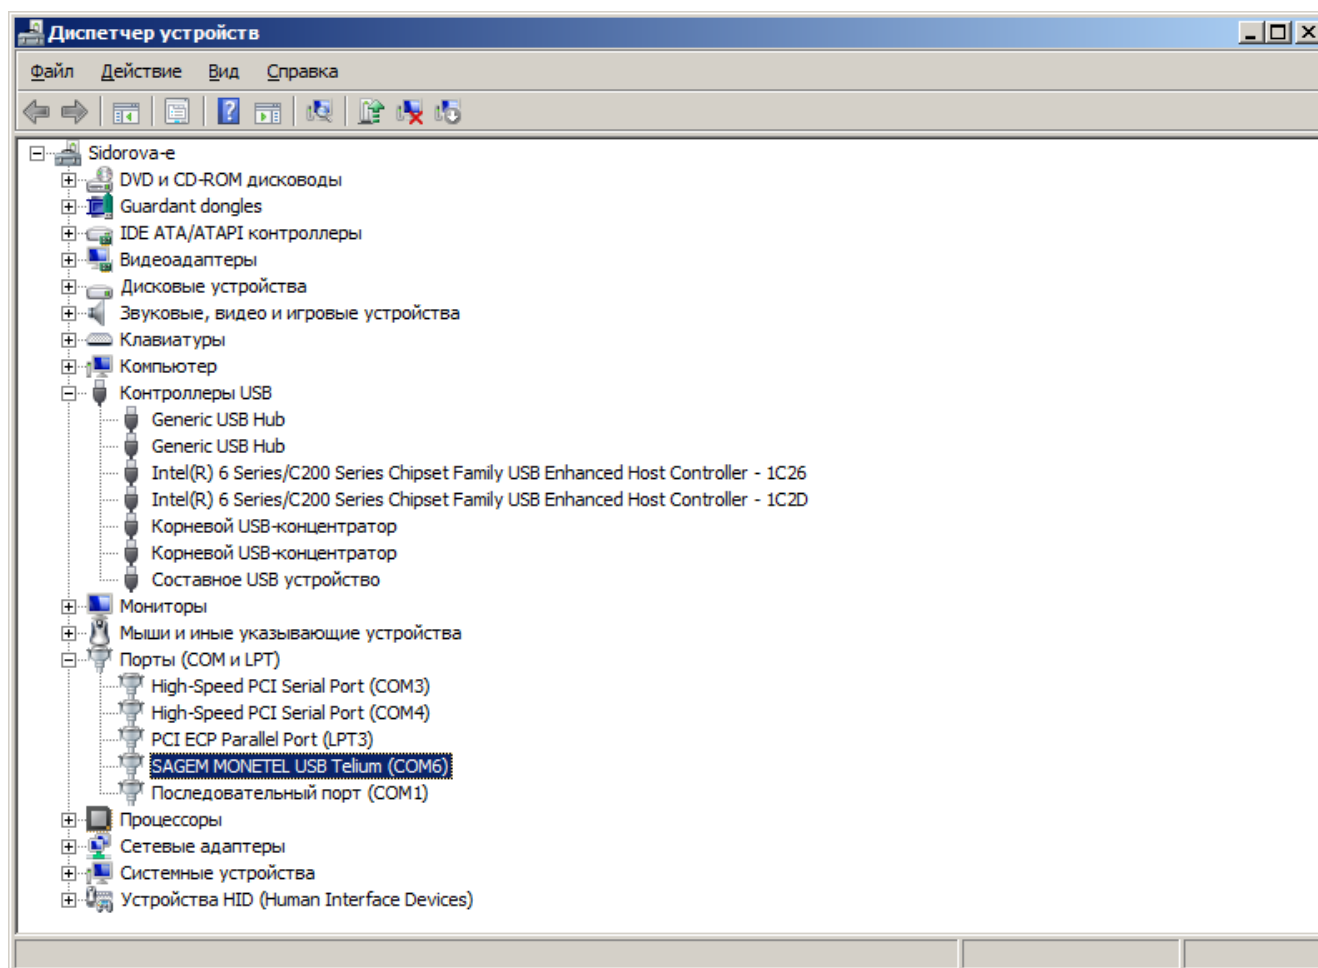 Диспетчер устройств
Файл Действие Вид Справка
Sidorova-e
DVD и CD-ROM дисководы
Guardant dongles
IDE ATA/ATAPI контроллеры
Видеоадаптеры
Дисковые устройства
Звуковые, видео и игровые устройства
Клавиатуры
Компьютер
Контроллеры USB
Generic USB Hub
Generic USB Hub
Intel(R) 6 Series/C200 Series Chipset Family USB Enhanced Host Controller - 1C26
Intel(R) 6 Series/C200 Series Chipset Family USB Enhanced Host Controller - 1C2D
Корневой USB-концентратор
Корневой USB-концентратор
Составное USB устройство
Мониторы
Мыши и иные указывающие устройства
Порты (COM и LPT)
High-Speed PCI Serial Port (COM3)
High-Speed PCI Serial Port (COM4)
PCI ECP Parallel Port (LPT3)
SAGEM MONETEL USB Telium (COM6)
Последовательный порт (COM1)
Процессоры
Сетевые адаптеры
Системные устройства
Устройства HID (Human Interface Devices)